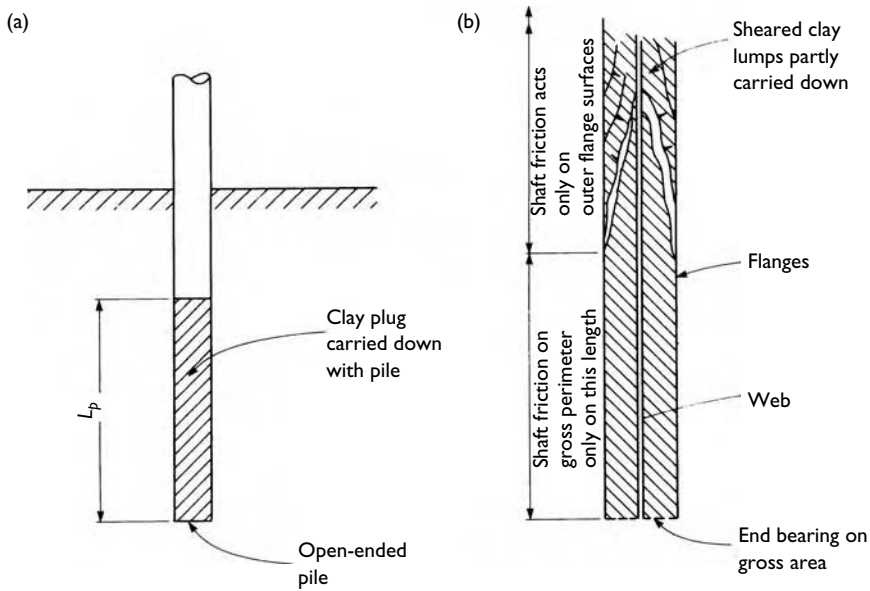 (a)
Clay plug
carried down
with pile
Lp
Open-ended
pile
(b)
Shaft friction acts
only on
outer flange surfaces
Shaft friction on
gross perimeter
only on this length
Sheared clay
lumps partly
carried down
Flanges
Web
End bearing on
gross area